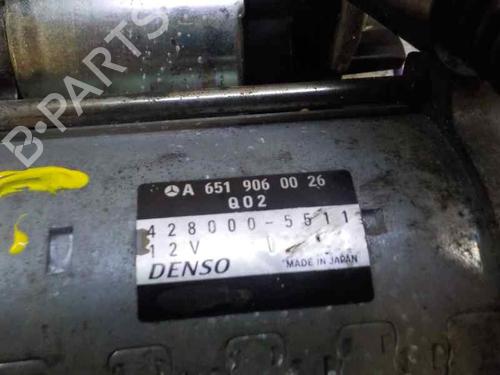 B-PARTS
A 651 906 00 26
Q02
428000-5511
12V
DENSO
MADE IN JAPAN